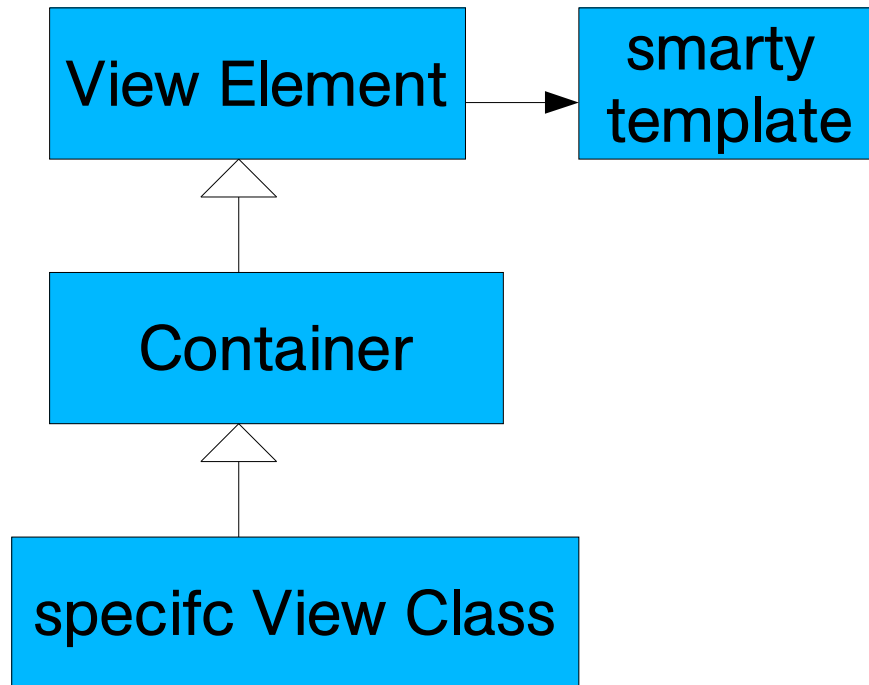 View Element
smarty
template
Container
specifc View Class